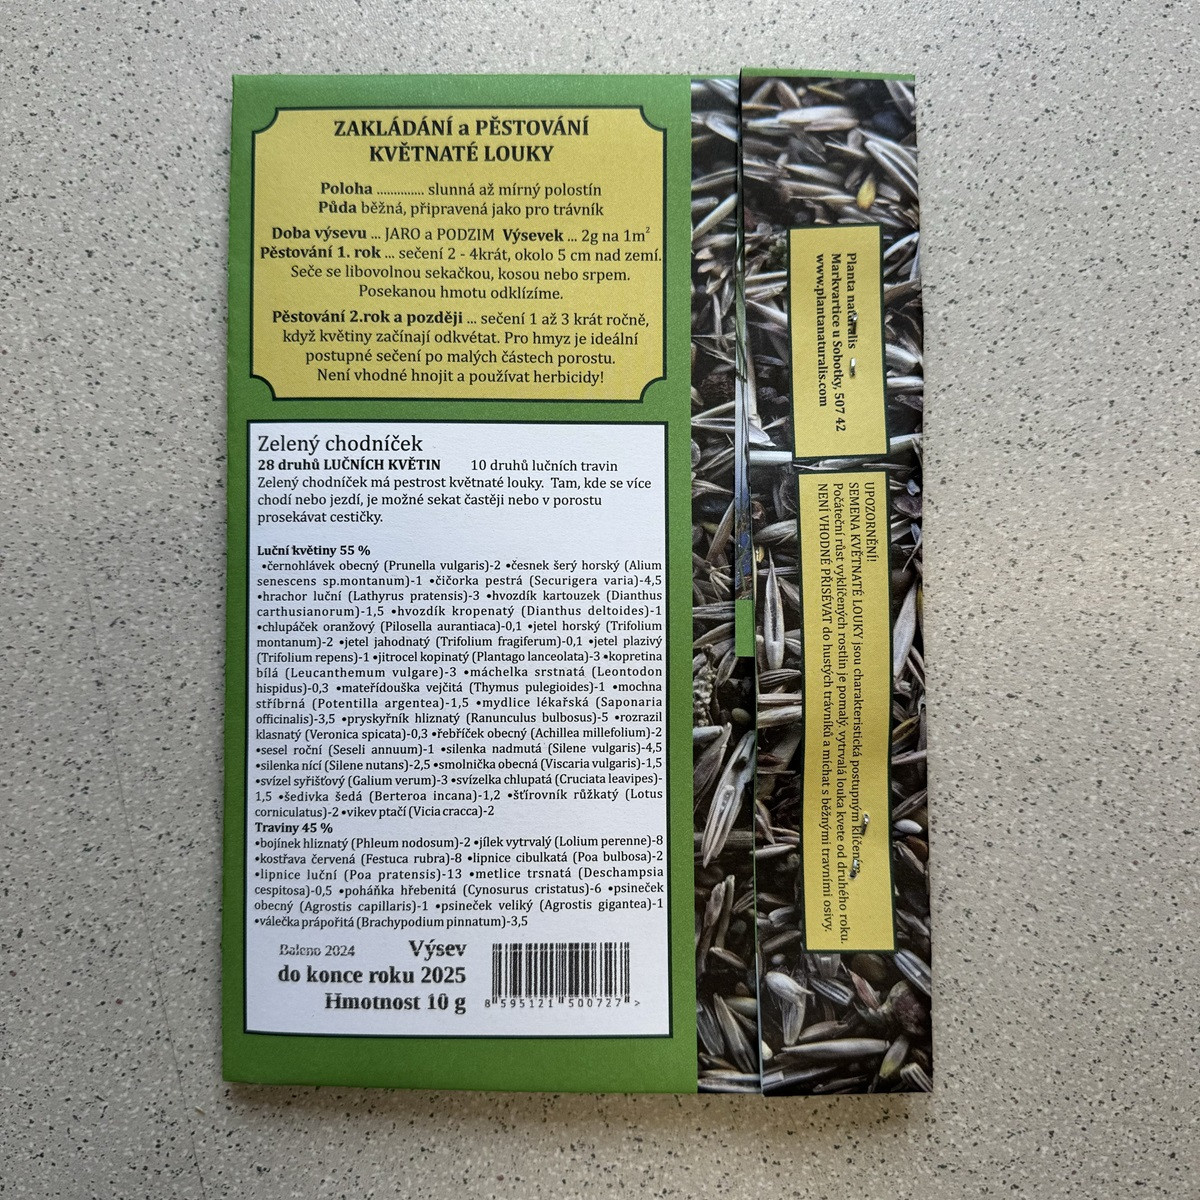 ZAKLÁDÁNÍ a PĚSTOVÁNÍ
KVĚTNATÉ LOUKY
Poloha .............. slunná až mírný polostín
Půda běžná, připravená jako pro trávník
Doba výsevu ... JARO a PODZIM Výsevek ... 2g na 1m²
Pěstování 1. rok ... sečení 2 - 4krát, okolo 5 cm nad zemí.
Seče se libovolnou sekačkou, kosou nebo srpem.
Posekanou hmotu odklízíme.
Pěstování 2.rok a později ... sečení 1 až 3 krát ročně,
když květiny začínají odkvétat. Pro hmyz je ideální
postupné sečení po malých částech porostu.
Není vhodné hnojit a používat herbicidy!
Zelený chodníček
28 druhů LUČNÍCH KVĚTIN 10 druhů lučních travin
Zelený chodníček má pestrost květnaté louky. Tam, kde se více
chodí nebo jezdí, je možné sekat častěji nebo v porostu
prosekávat cestičky.
Luční květiny 55 %
•černohlávek obecný (Prunella vulgaris)-2 •česnek šerý horský (Alium
senescens sp.montanum)-1 •čičorka pestrá (Securigera varia)-4,5
•hrachor luční (Lathyrus pratensis)-3 •hvozdík kartouzek (Dianthus
carthusianorum)-1,5 •hvozdík kropenatý (Dianthus deltoides)-1
•chlupáček oranžový (Pilosella aurantiaca)-0,1 •jetel horský (Trifolium
montanum)-2 •jetel jahodnatý (Trifolium fragiferum)-0,1 •jetel plazivý
(Trifolium repens)-1 •jitrocel kopinatý (Plantago lanceolata)-3 •kopretina
bílá (Leucanthemum vulgare)-3 •máchelka srstnatá (Leontodon
hispidus)-0,3 •mateřídouška vejčitá (Thymus pulegioides)-1 •mochna
stříbrná (Potentilla argentea)-1,5 •mydlice lékařská (Saponaria
officinalis)-3,5 •pryskyřník hliznatý (Ranunculus bulbosus)-5 •rozrazil
klasnatý (Veronica spicata)-0,3 •řebříček obecný (Achillea millefolium)-2
•sesel roční (Seseli annuum)-1 •silenka nadmutá (Silene vulgaris)-4,5
•silenka nící (Silene nutans)-2,5 •smolnička obecná (Viscaria vulgaris)-1,5
•svízel syřišťový (Galium verum)-3 •svízelka chlupatá (Cruciata leavipes)-
1,5 •šedivka šedá (Berteroa incana)-1,2 •štírovník růžkatý (Lotus
corniculatus)-2 •vikev ptačí (Vicia cracca)-2
Traviny 45 %
•bojínek hliznatý (Phleum nodosum)-2 •jílek vytrvalý (Lolium perenne)-8
•kostřava červená (Festuca rubra)-8 •lipnice cibulkatá (Poa bulbosa)-2
•lipnice luční (Poa pratensis)-13 •metlice trsnatá (Deschampsia
cespitosa)-0,5 •poháňka hřebenitá (Cynosurus cristatus)-6 •psineček
obecný (Agrostis capillaris)-1 •psineček veliký (Agrostis gigantea)-1
•válečka prápořitá (Brachypodium pinnatum)-3,5
Baleno 2024 Výsev
do konce roku 2025
Hmotnost 10 g
8 595121 500727 >
Planta naturalis
Markvartice u Sobotky, 507 42
www.plantanaturalis.com
UPOZORNĚNÍ!
SEMENA KVĚTNATÉ LOUKY jsou charakteristická postupným klíčením.
Počáteční růst vyklíčených rostlin je pomalý, vytrvalá louka kvete od druhého roku.
NENÍ VHODNÉ PŘISÉVAT do hustých trávníků a míchat s běžnými travními osivy.